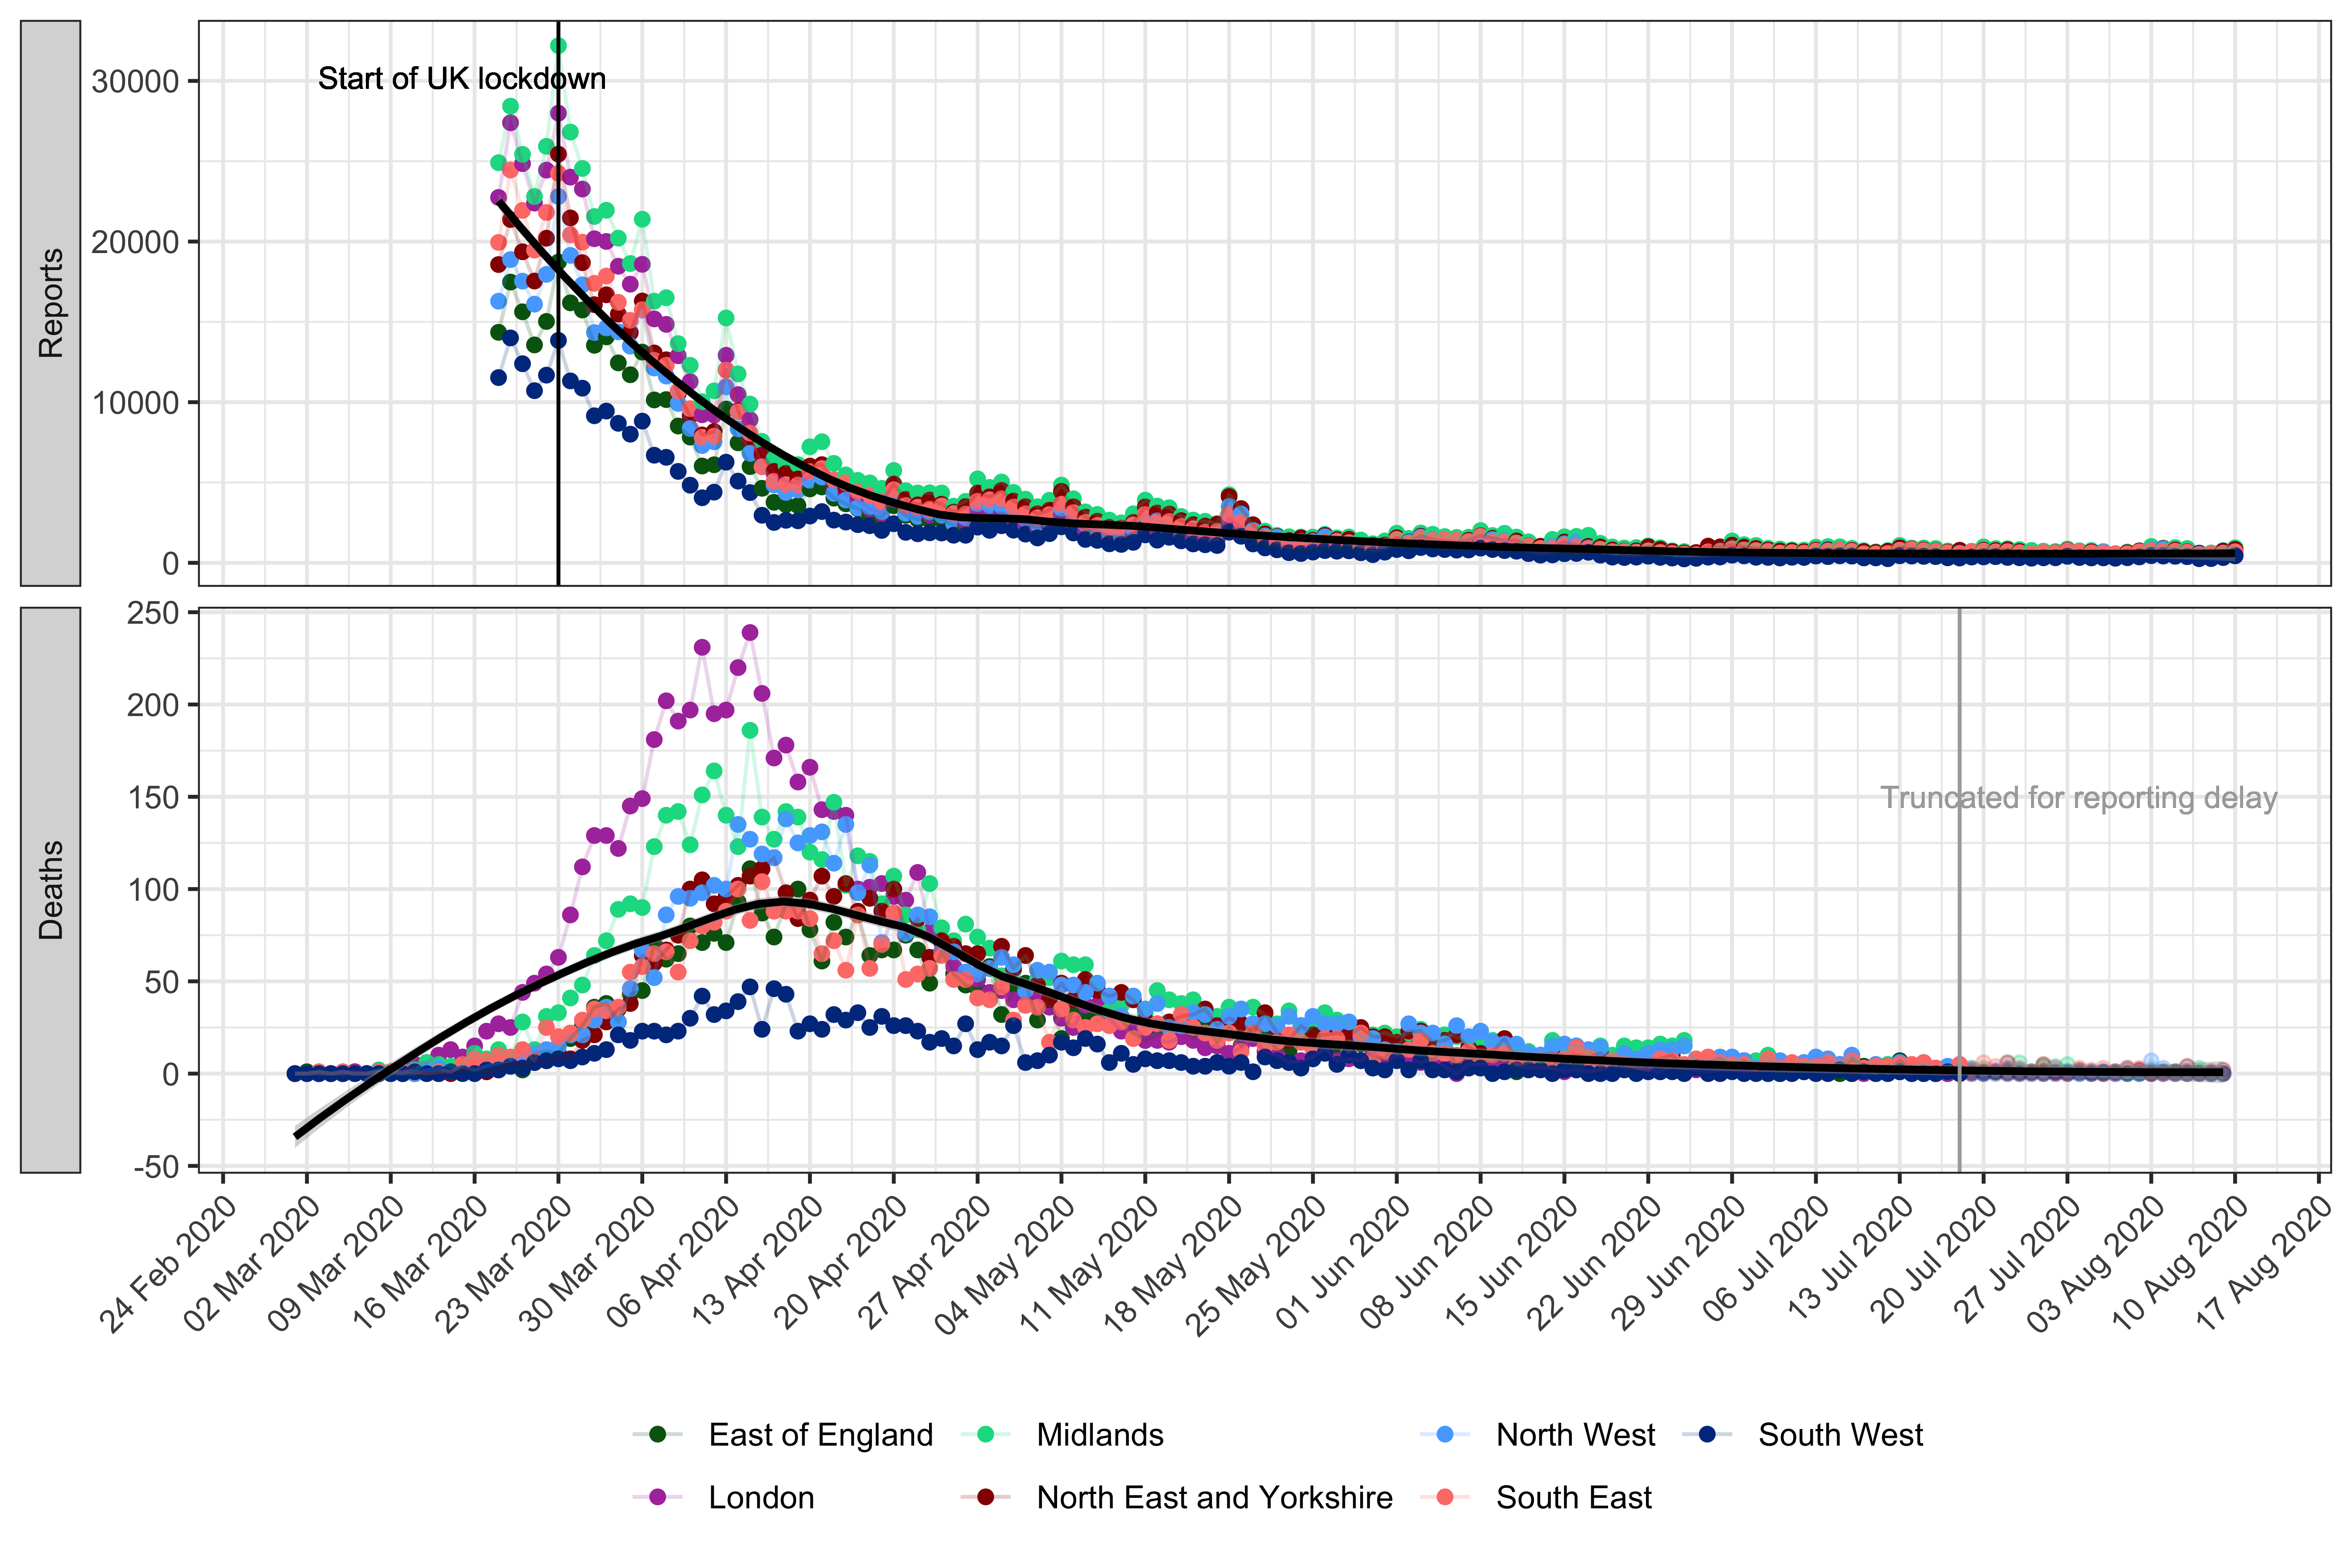 Reports
30000
20000
10000
0
Start of UK lockdown
Deaths
250
200
150
100
50
0
-50
Truncated for reporting delay
24 Feb 2020
02 Mar 2020
09 Mar 2020
16 Mar 2020
23 Mar 2020
30 Mar 2020
06 Apr 2020
13 Apr 2020
20 Apr 2020
27 Apr 2020
04 May 2020
11 May 2020
18 May 2020
25 May 2020
01 Jun 2020
08 Jun 2020
15 Jun 2020
22 Jun 2020
29 Jun 2020
06 Jul 2020
13 Jul 2020
20 Jul 2020
27 Jul 2020
03 Aug 2020
10 Aug 2020
17 Aug 2020
East of England
Midlands
North West
South West
London
North East and Yorkshire
South East